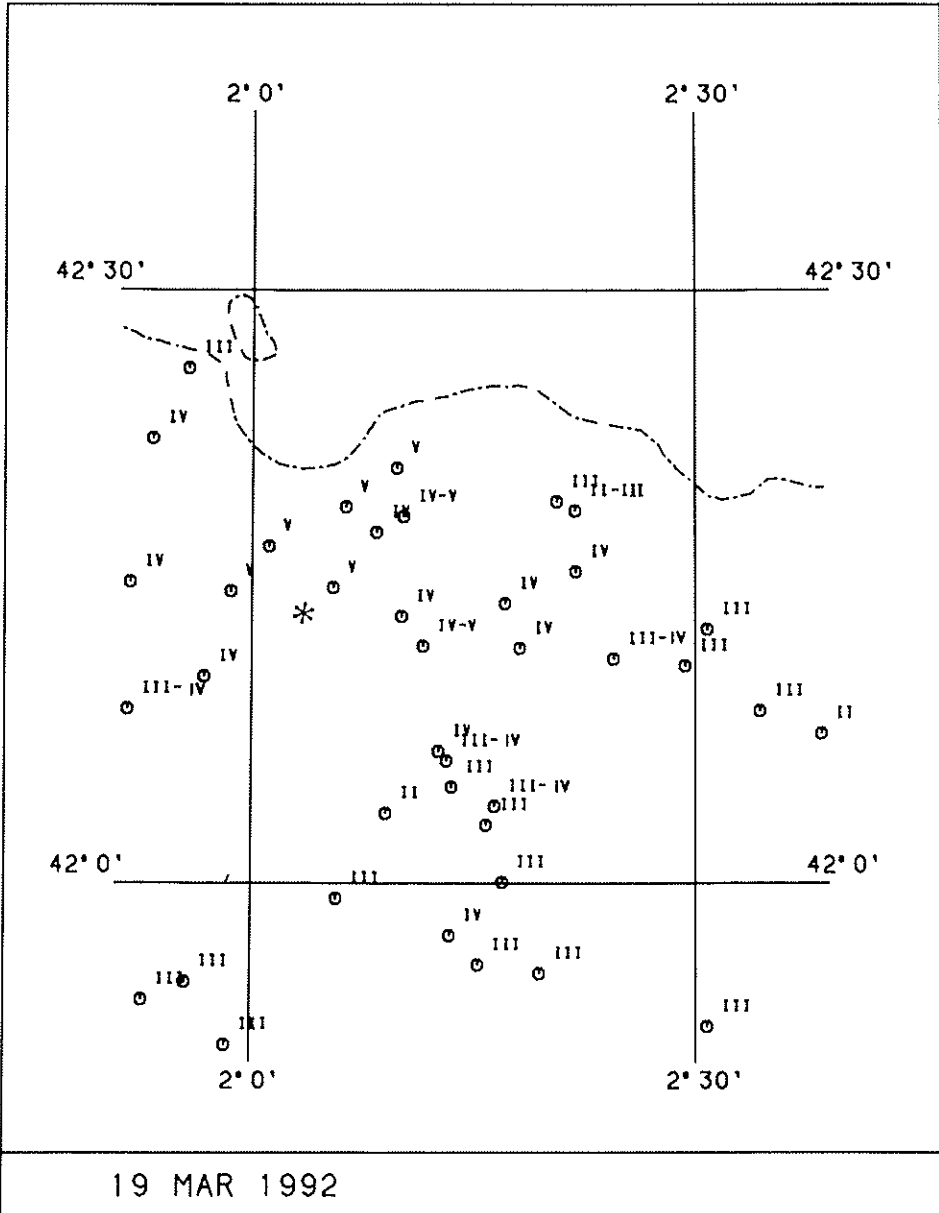 2° 0' 2° 30'
42° 30' 42° 30'
III
IV
V
V IV-V III II-III
IV
V
IV V V IV
IV IV
IV-V IV III
III-IV III
IV
III-IV III II
IV
III-IV
III
II III-IV
III
42° 0' III 42° 0'
III
IV
III III III
III
III III
2° 0' 2° 30'
19 MAR 1992